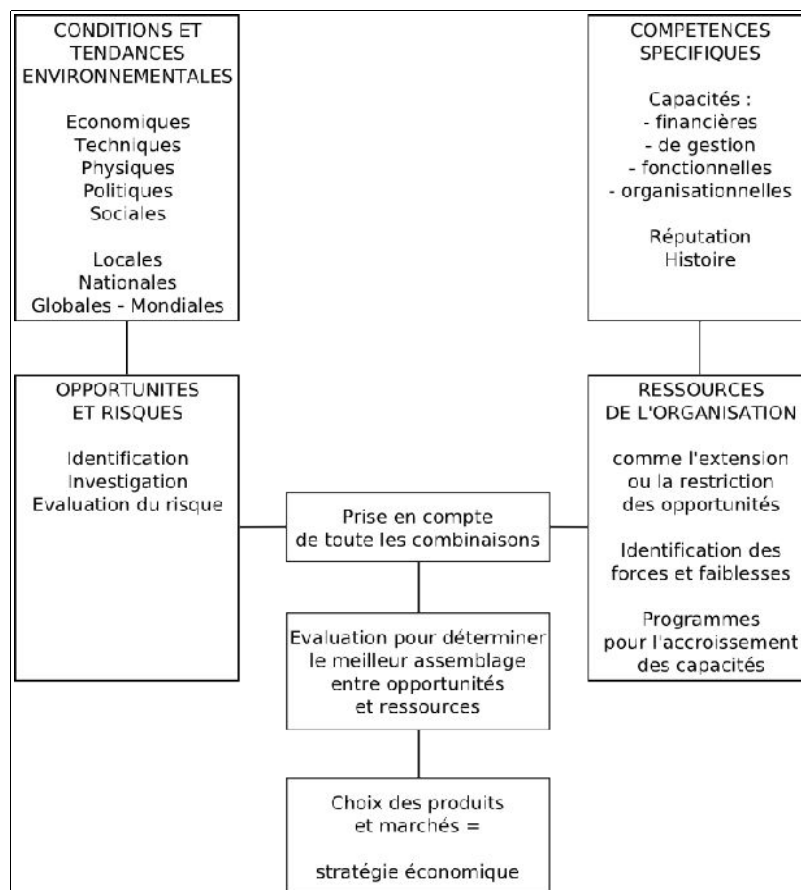 CONDITIONS ET
TENDANCES
ENVIRONNEMENTALES
Economiques
Techniques
Physiques
Politiques
Sociales
Locales
Nationales
Globales - Mondiales
COMPETENCES
SPECIFIQUES
Capacités :
- financières
- de gestion
- fonctionnelles
- organisationnelles
Réputation
Histoire
OPPORTUNITES
ET RISQUES
Identification
Investigation
Evaluation du risque
RESSOURCES
DE L'ORGANISATION
comme l'extension
ou la restriction
des opportunités
Identification des
forces et faiblesses
Programmes
pour l'accroissement
des capacités
Prise en compte
de toute les combinaisons
Evaluation pour déterminer
le meilleur assemblage
entre opportunités
et ressources
Choix des produits
et marchés =
stratégie économique